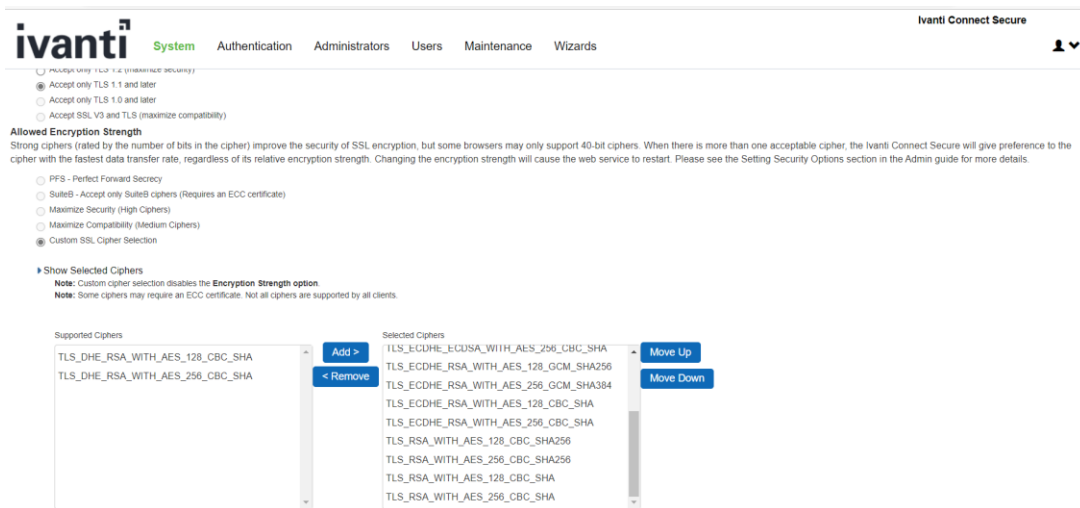 Ivanti Connect Secure
ivanti
System Authentication Administrators Users Maintenance Wizards
Accept only TLS 1.2 (maximize security)
Accept only TLS 1.1 and later
Accept only TLS 1.0 and later
Accept SSL V3 and TLS (maximize compatibility)
Allowed Encryption Strength
Strong ciphers (rated by the number of bits in the cipher) improve the security of SSL encryption, but some browsers may only support 40-bit ciphers. When there is more than one acceptable cipher, the Ivanti Connect Secure will give preference to the
cipher with the fastest data transfer rate, regardless of its relative encryption strength. Changing the encryption strength will cause the web service to restart. Please see the Setting Security Options section in the Admin guide for more details.
PFS - Perfect Forward Secrecy
SuiteB - Accept only SuiteB ciphers (Requires an ECC certificate)
Maximize Security (High Ciphers)
Maximize Compatibility (Medium Ciphers)
Custom SSL Cipher Selection
Show Selected Ciphers
Note: Custom cipher selection disables the Encryption Strength option.
Note: Some ciphers may require an ECC certificate. Not all ciphers are supported by all clients.
Supported Ciphers
TLS_DHE_RSA_WITH_AES_128_CBC_SHA
TLS_DHE_RSA_WITH_AES_256_CBC_SHA
Add >
< Remove
Selected Ciphers
TLS_ECDHE_ECDSA_WITH_AES_256_CBC_SHA
TLS_ECDHE_RSA_WITH_AES_128_GCM_SHA256
TLS_ECDHE_RSA_WITH_AES_256_GCM_SHA384
TLS_ECDHE_RSA_WITH_AES_128_CBC_SHA
TLS_ECDHE_RSA_WITH_AES_256_CBC_SHA
TLS_RSA_WITH_AES_128_CBC_SHA256
TLS_RSA_WITH_AES_256_CBC_SHA256
TLS_RSA_WITH_AES_128_CBC_SHA
TLS_RSA_WITH_AES_256_CBC_SHA
Move Up
Move Down